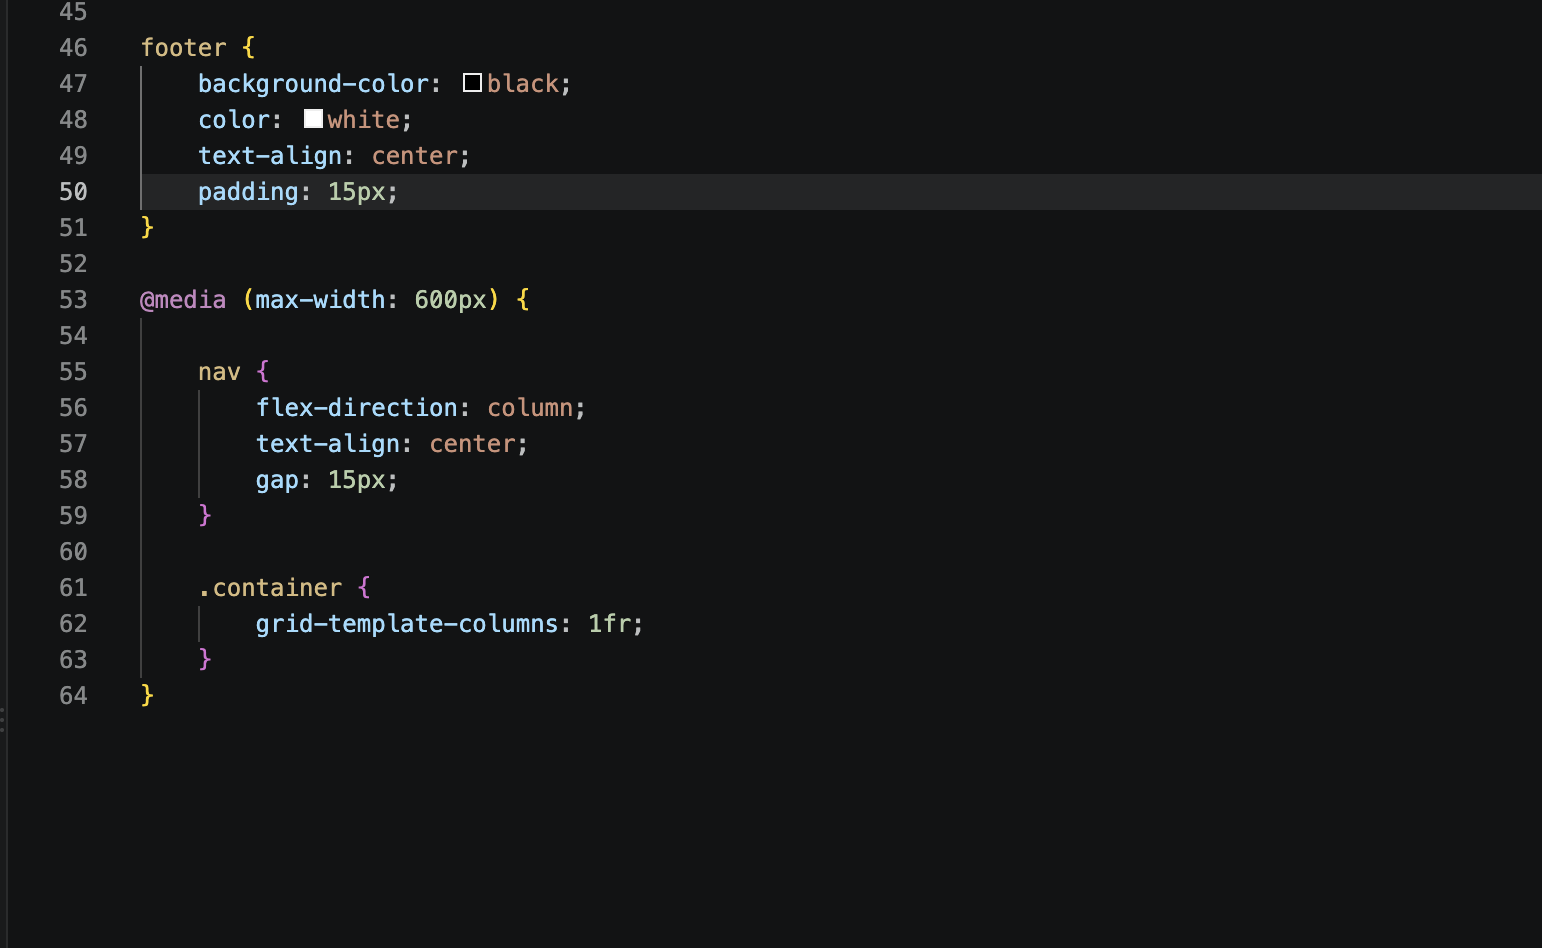 45
46 footer {
47     background-color: black;
48     color: white;
49     text-align: center;
50     padding: 15px;
51 }
52
53 @media (max-width: 600px) {
54
55     nav {
56         flex-direction: column;
57         text-align: center;
58         gap: 15px;
59     }
60
61     .container {
62         grid-template-columns: 1fr;
63     }
64 }